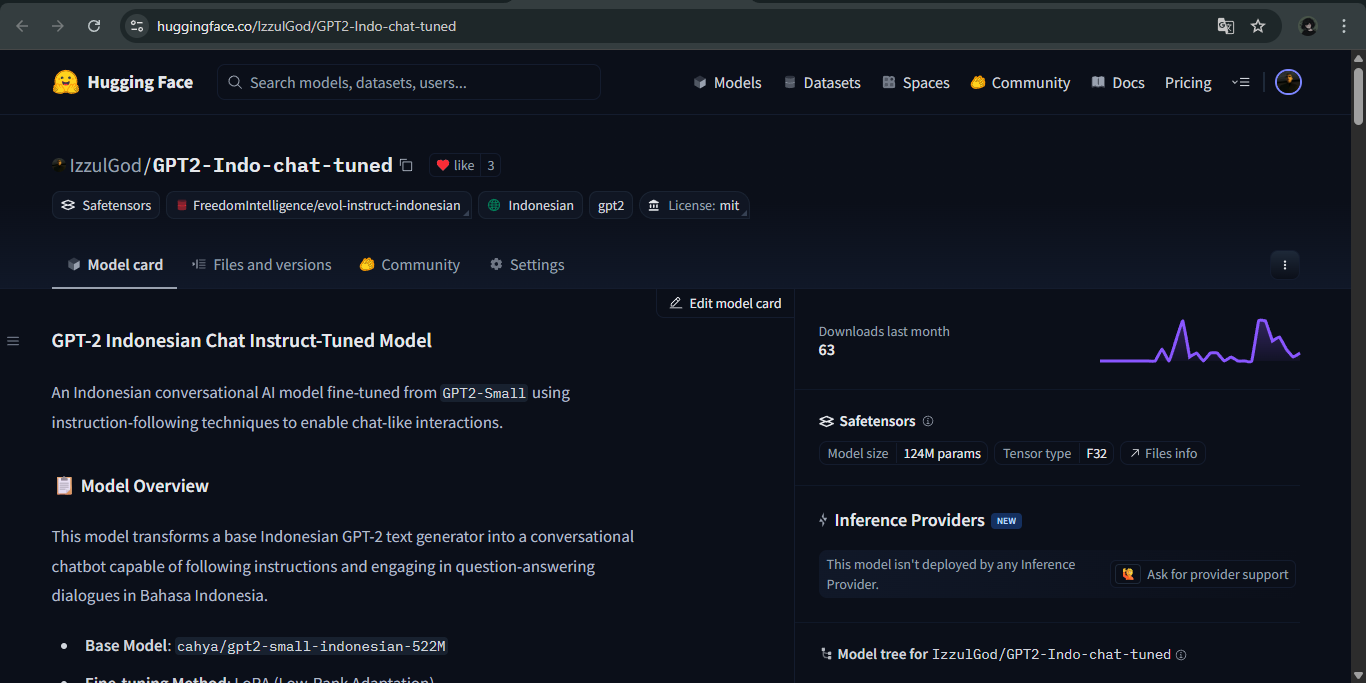 huggingface.co/IzzulGod/GPT2-Indo-chat-tuned
Hugging Face
Search models, datasets, users...
Models
Datasets
Spaces
Community
Docs
Pricing
IzzulGod/GPT2-Indo-chat-tuned
like 3
Safetensors
FreedomIntelligence/evol-instruct-indonesian
Indonesian
gpt2
License: mit
Model card
Files and versions
Community
Settings
Edit model card
GPT-2 Indonesian Chat Instruct-Tuned Model
An Indonesian conversational AI model fine-tuned from GPT2-Small using
instruction-following techniques to enable chat-like interactions.
Model Overview
This model transforms a base Indonesian GPT-2 text generator into a conversational
chatbot capable of following instructions and engaging in question-answering
dialogues in Bahasa Indonesia.
Base Model: cahya/gpt2-small-indonesian-522M
Fine-tuning Method: LoRA (Low-Rank Adaptation)
Downloads last month
63
Safetensors
Model size 124M params
Tensor type F32
Files info
Inference Providers NEW
This model isn't deployed by any Inference
Provider.
Ask for provider support
Model tree for IzzulGod/GPT2-Indo-chat-tuned